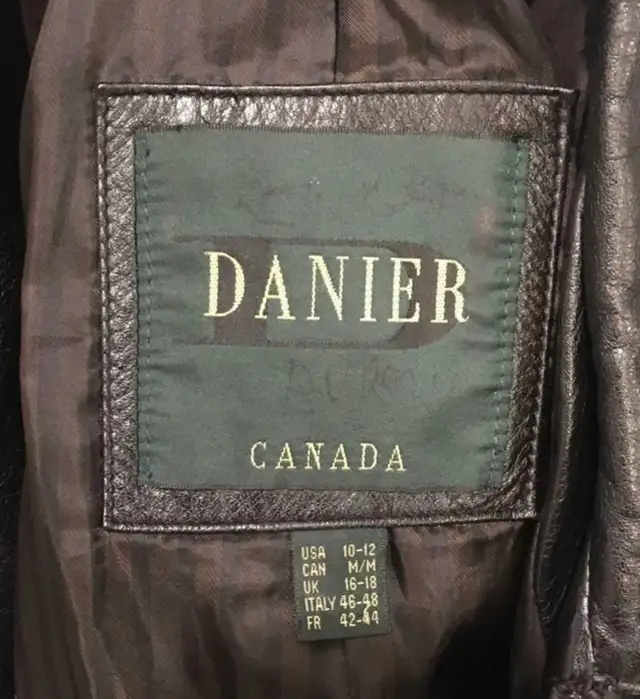 DANIER
CANADA
USA 10-12
CAN M/M
UK 16-18
ITALY 46-48
FR 42-44